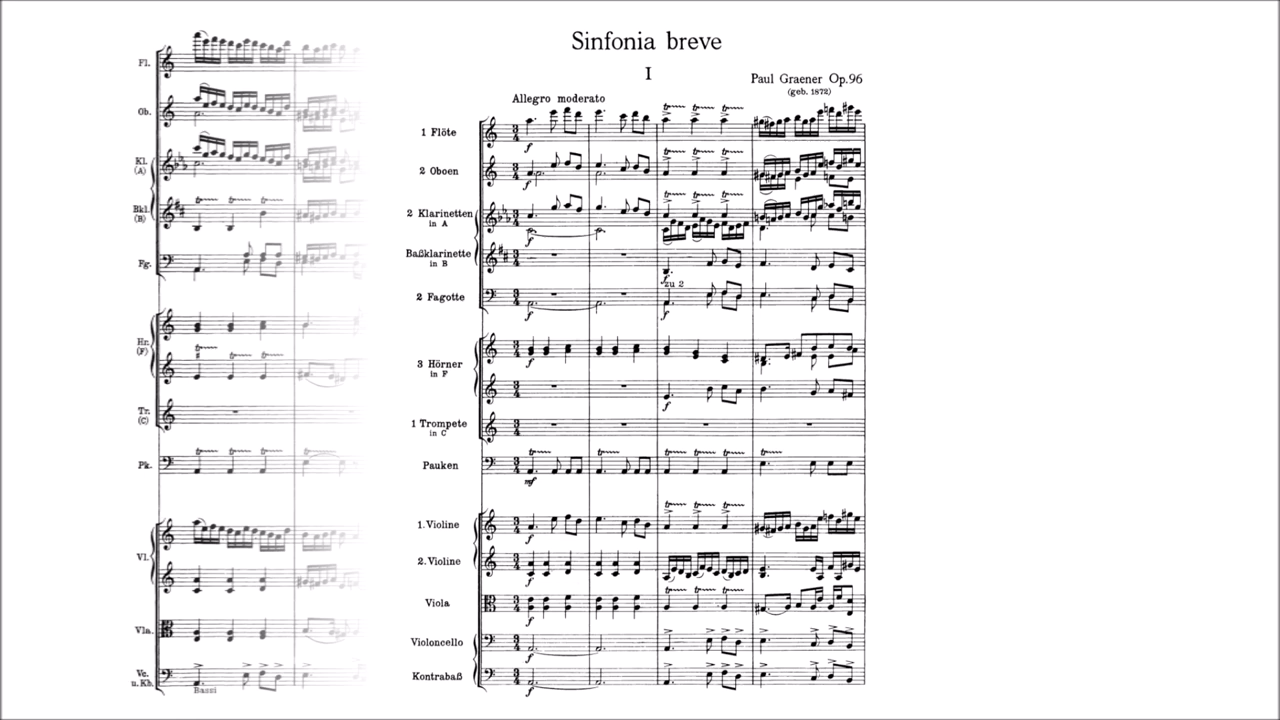 Sinfonia breve
I
Paul Graener Op. 96
(geb. 1872)
Allegro moderato
1 Flöte
f
2 Oboen
f
2 Klarinetten
in A
f
Baßklarinette
in B
f
zu 2
2 Fagotte
f
3 Hörner
in F
f
f
1 Trompete
in C
Pauken
mf
1. Violine
f
2. Violine
f
Viola
f
Violoncello
f
Kontrabaß
f
Fl.
Ob.
Kl.
(A)
(B)
Fg.
Hr.
(F)
Tr.
(C)
Pk.
Vl.
Vla.
Vc.
u. Kb.
Bassi